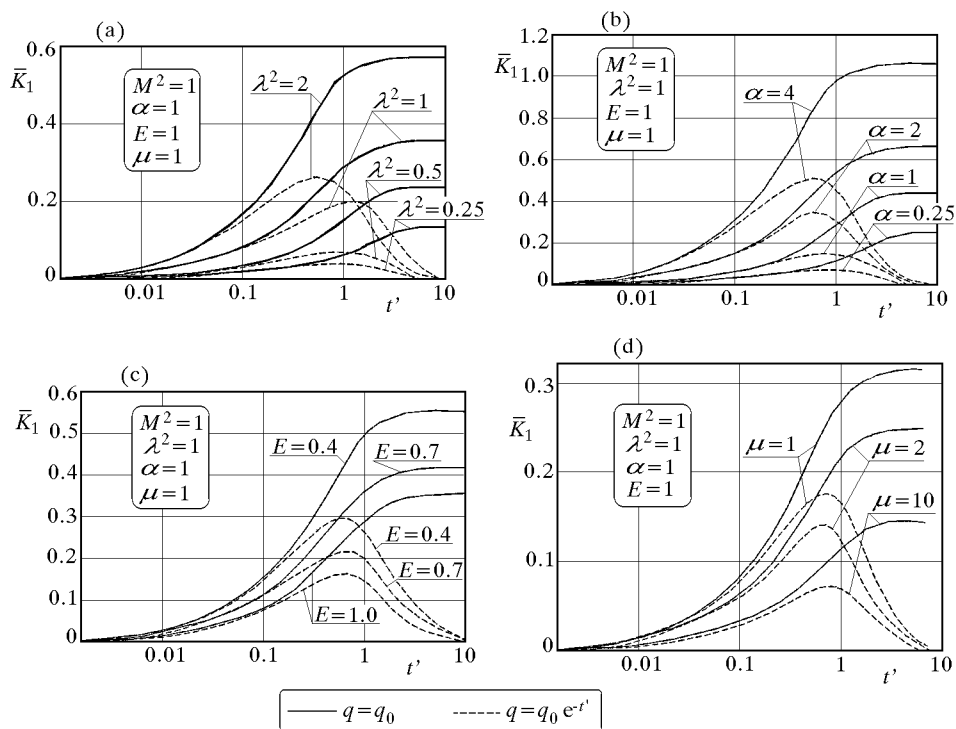 (a)
0.6
K̄₁
0.4
0.2
0
M²=1
α=1
E=1
μ=1
λ²=2
λ²=1
λ²=0.5
λ²=0.25
0.01 0.1 1 10
t'
(b)
1.2
K̄₁
1.0
0.8
0.6
0.4
0.2
0
M²=1
λ²=1
E=1
μ=1
α=4
α=2
α=1
α=0.25
0.01 0.1 1 10
t'
(c)
0.6
K̄₁
0.5
0.4
0.3
0.2
0.1
0
M²=1
λ²=1
α=1
μ=1
E=0.4
E=0.7
E=0.4
E=0.7
E=1.0
0.01 0.1 1 10
t'
(d)
0.3
K̄₁
0.2
0.1
0
M²=1
λ²=1
α=1
E=1
μ=1
μ=2
μ=10
0.01 0.1 1 10
t'
q=q₀ q=q₀ e^-t'